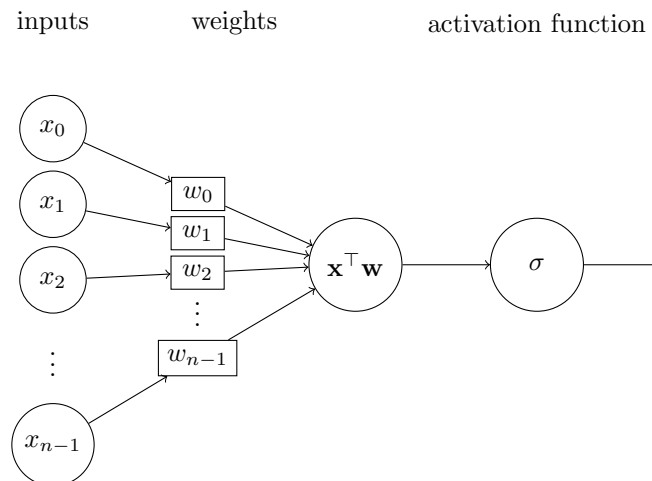 inputs weights activation function
x_0
w_0
x_1
w_1
x_2
w_2
x^⊤w
σ
⋮
⋮
w_{n−1}
x_{n−1}